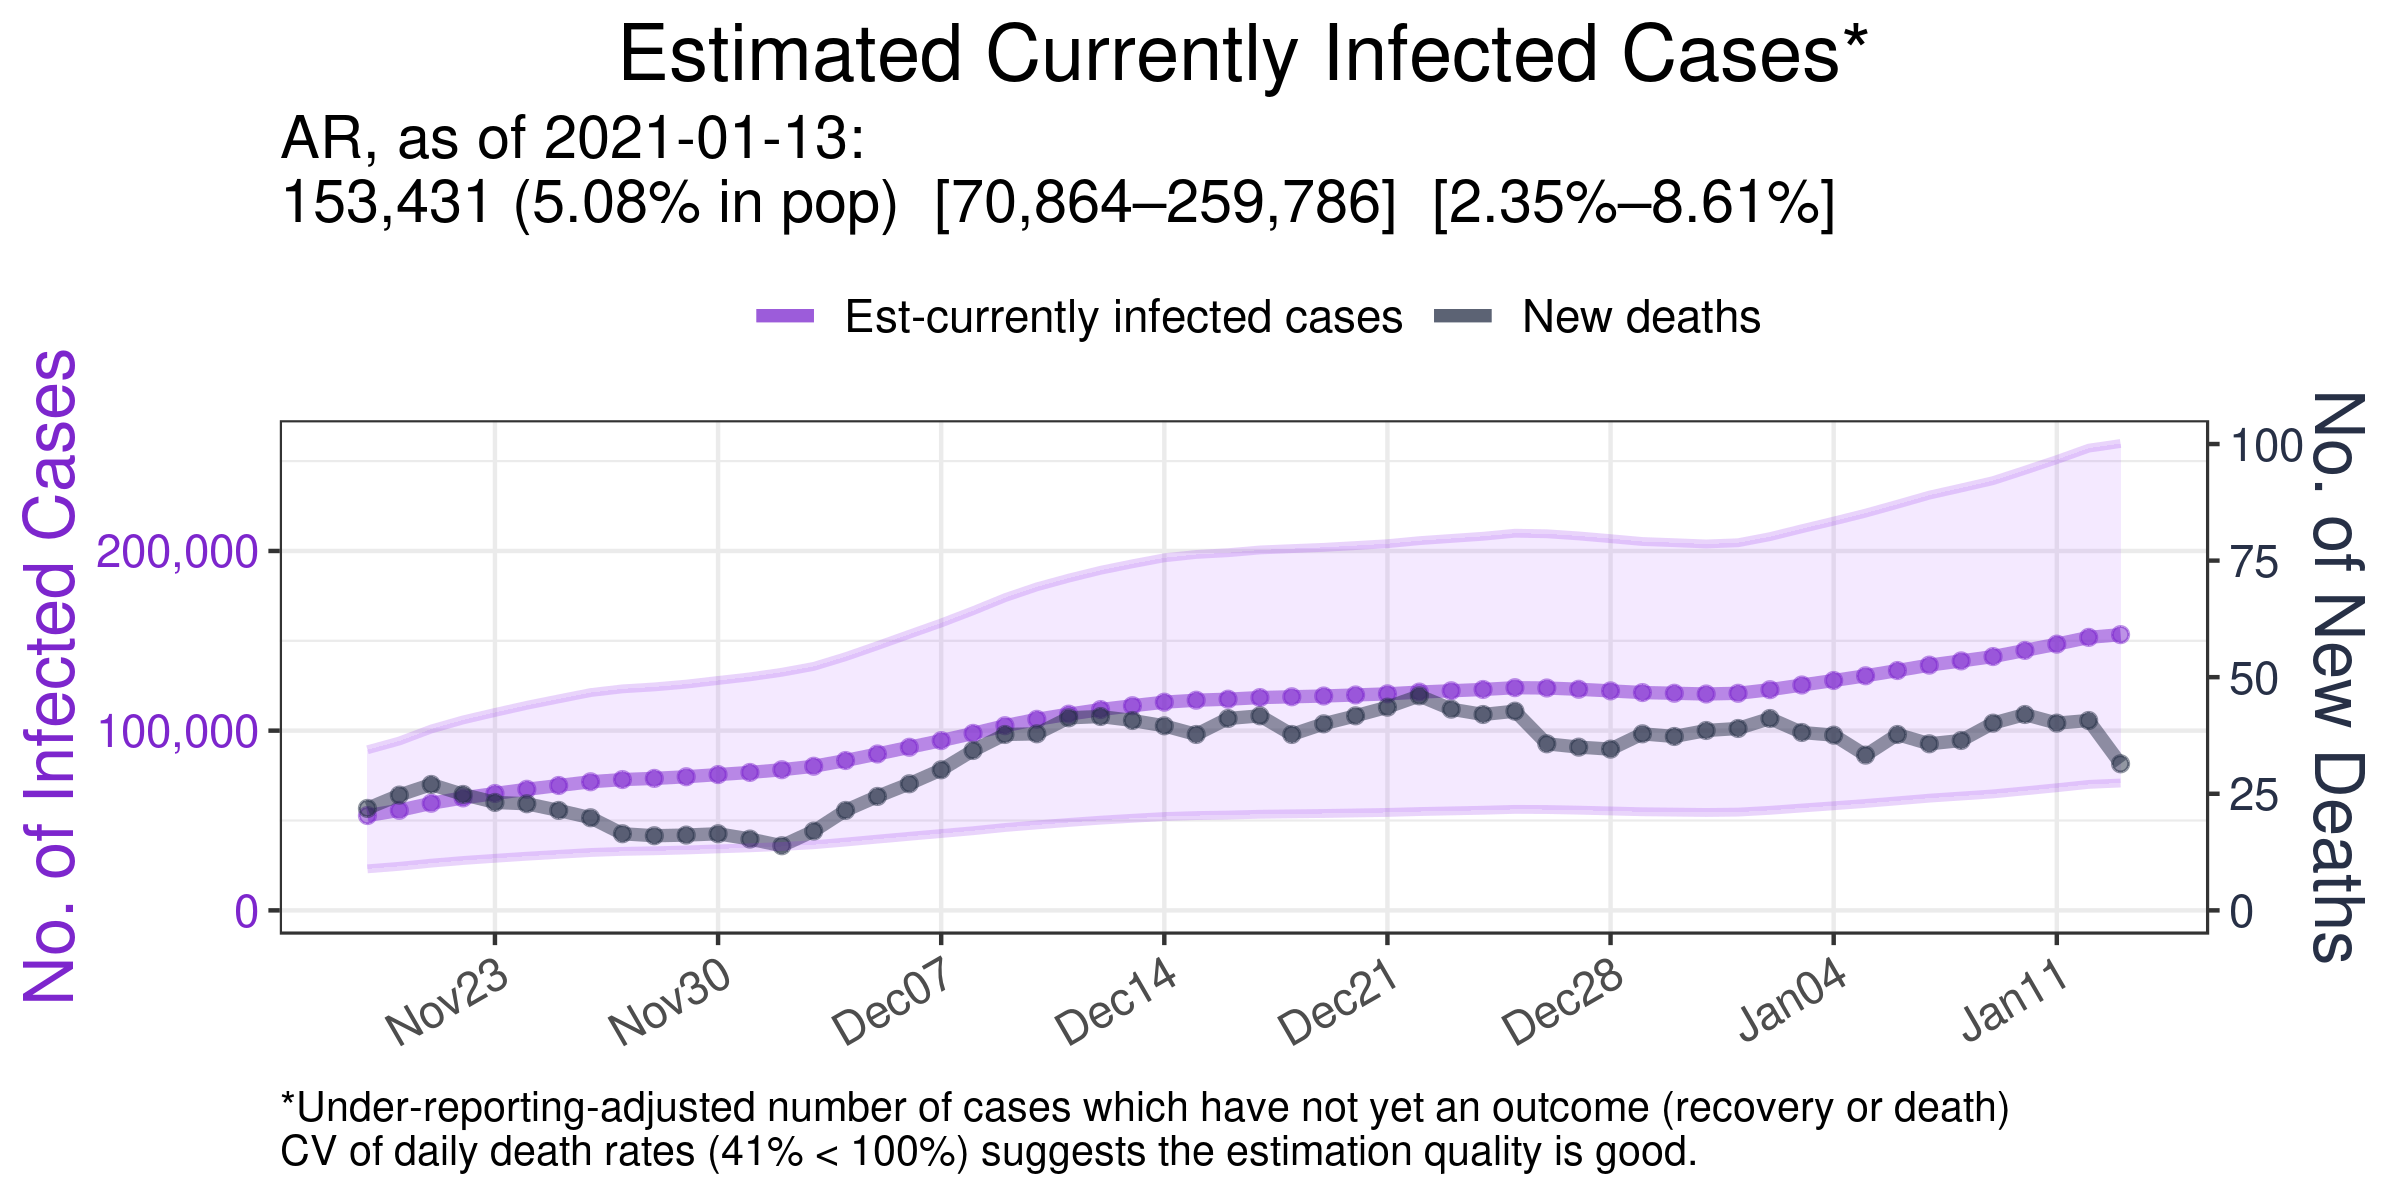 Estimated Currently Infected Cases*
AR, as of 2021-01-13:
153,431 (5.08% in pop)  [70,864–259,786]  [2.35%–8.61%]
Est-currently infected cases
New deaths
No. of Infected Cases
200,000
100,000
0
100
75
50
25
0
No. of New Deaths
Nov23
Nov30
Dec07
Dec14
Dec21
Dec28
Jan04
Jan11
*Under-reporting-adjusted number of cases which have not yet an outcome (recovery or death)
CV of daily death rates (41% < 100%) suggests the estimation quality is good.